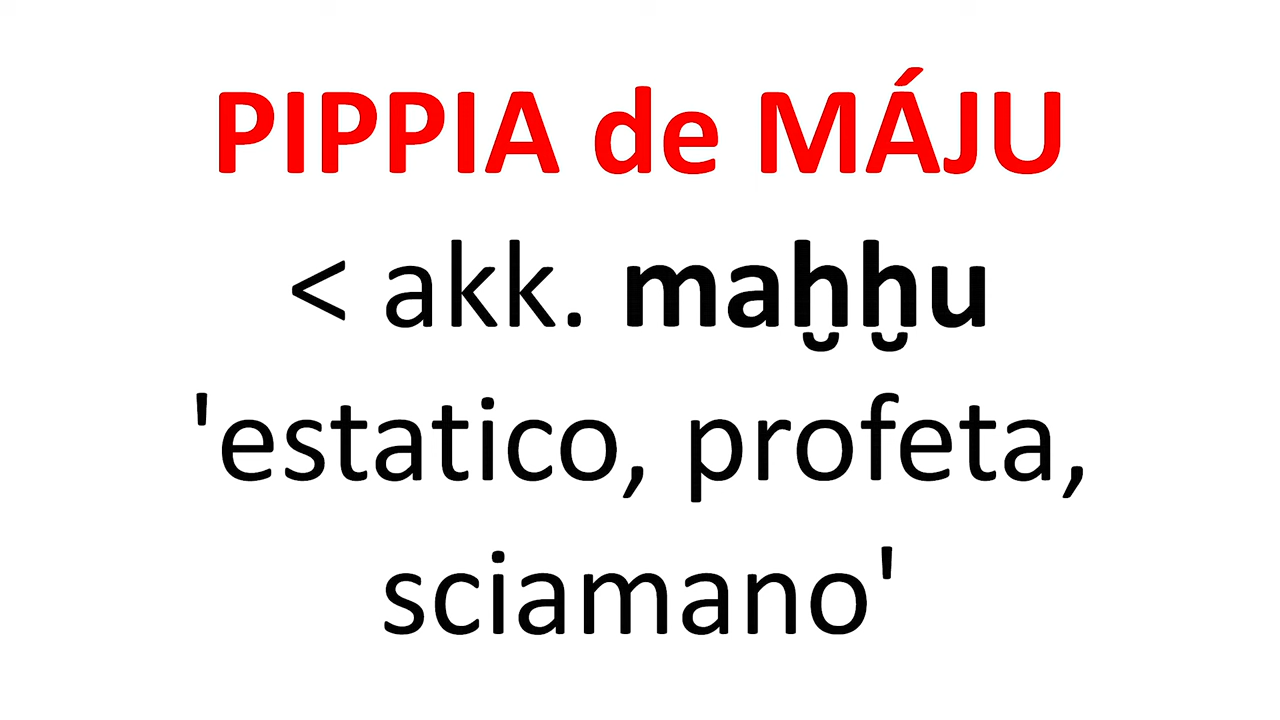 PIPPIA de MÁJU
< akk. maḫḫu
'estatico, profeta,
sciamano'